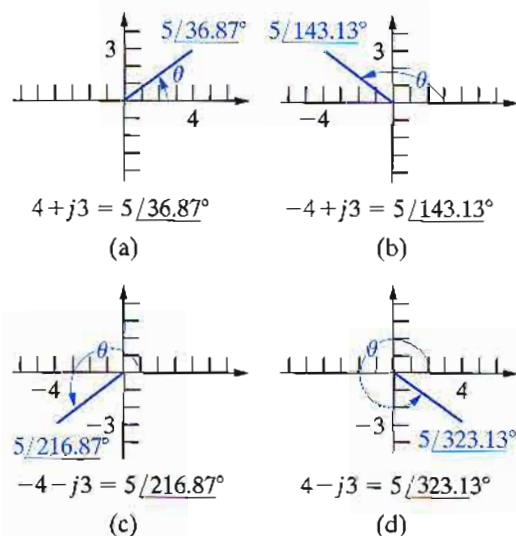 5/36.87°
3
θ
4
4+j3 = 5/36.87°
(a)
5/143.13°
3
θ
−4
−4+j3 = 5/143.13°
(b)
θ
−4
−3
5/216.87°
−4−j3 = 5/216.87°
(c)
θ
4
−3
5/323.13°
4−j3 = 5/323.13°
(d)